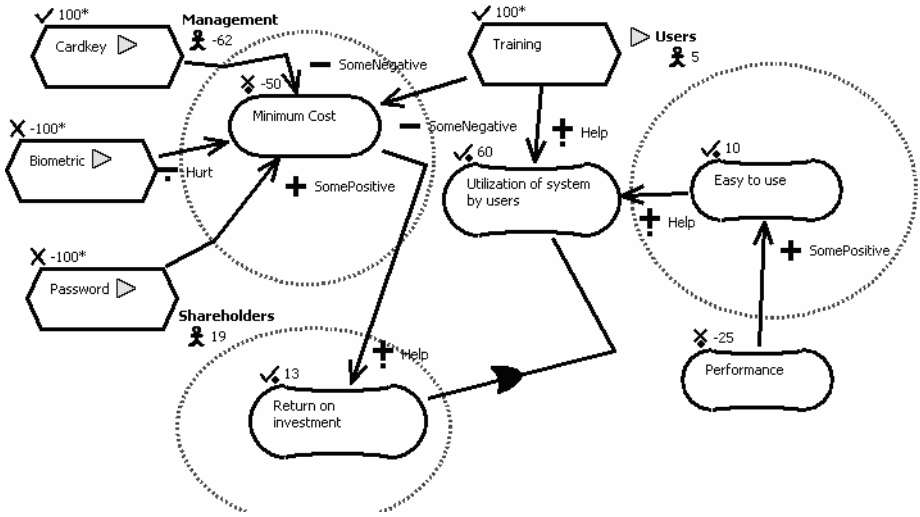 100*
Management
-62
100*
Users
5
Cardkey
Training
SomeNegative
-50
Minimum Cost
SomeNegative
-100*
Biometric
Hurt
Help
SomePositive
60
Utilization of system
by users
10
Easy to use
Help
-100*
Password
SomePositive
Shareholders
19
Help
-25
Performance
13
Return on
investment